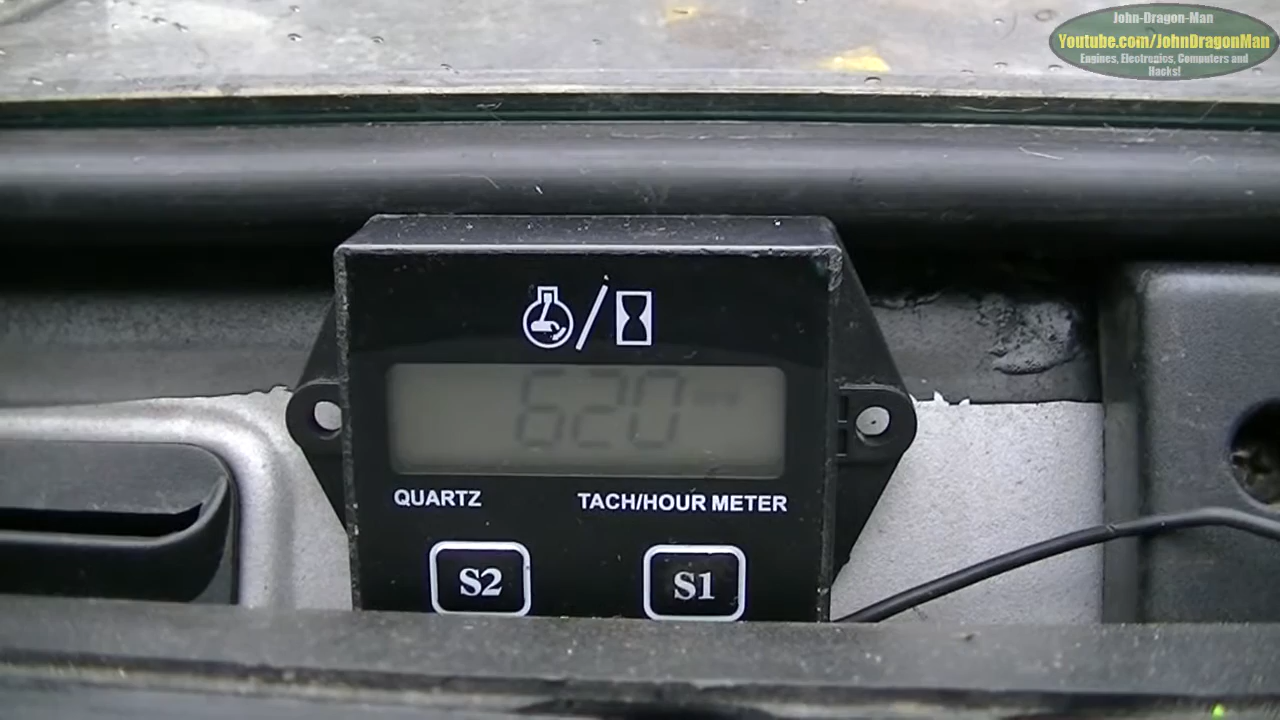 John-Dragon-Man
Youtube.com/JohnDragonMan
Engines, Electronics, Computers and
Hacks!
620
QUARTZ
TACH/HOUR METER
S2
S1